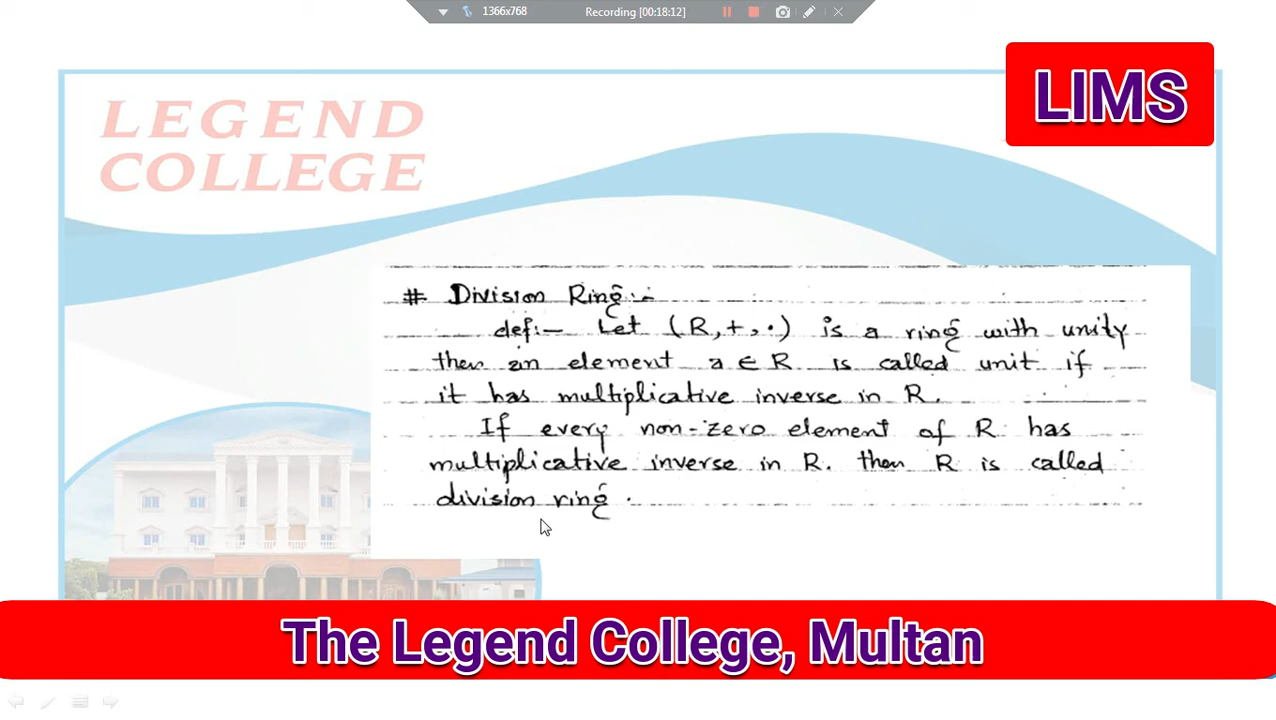 1366x768 Recording [00:18:12]
LIMS
LEGEND
COLLEGE
# Division Ring :-
def:- Let (R,+,•) is a ring with unity
then an element a ∈ R is called unit if
it has multiplicative inverse in R.
If every non-zero element of R has
multiplicative inverse in R. then R is called
division ring .
The Legend College, Multan